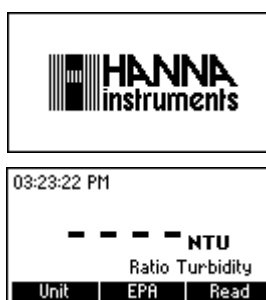 HANNA
instruments
03:23:22 PM
- - - - NTU
Ratio Turbidity
Unit EPA Read